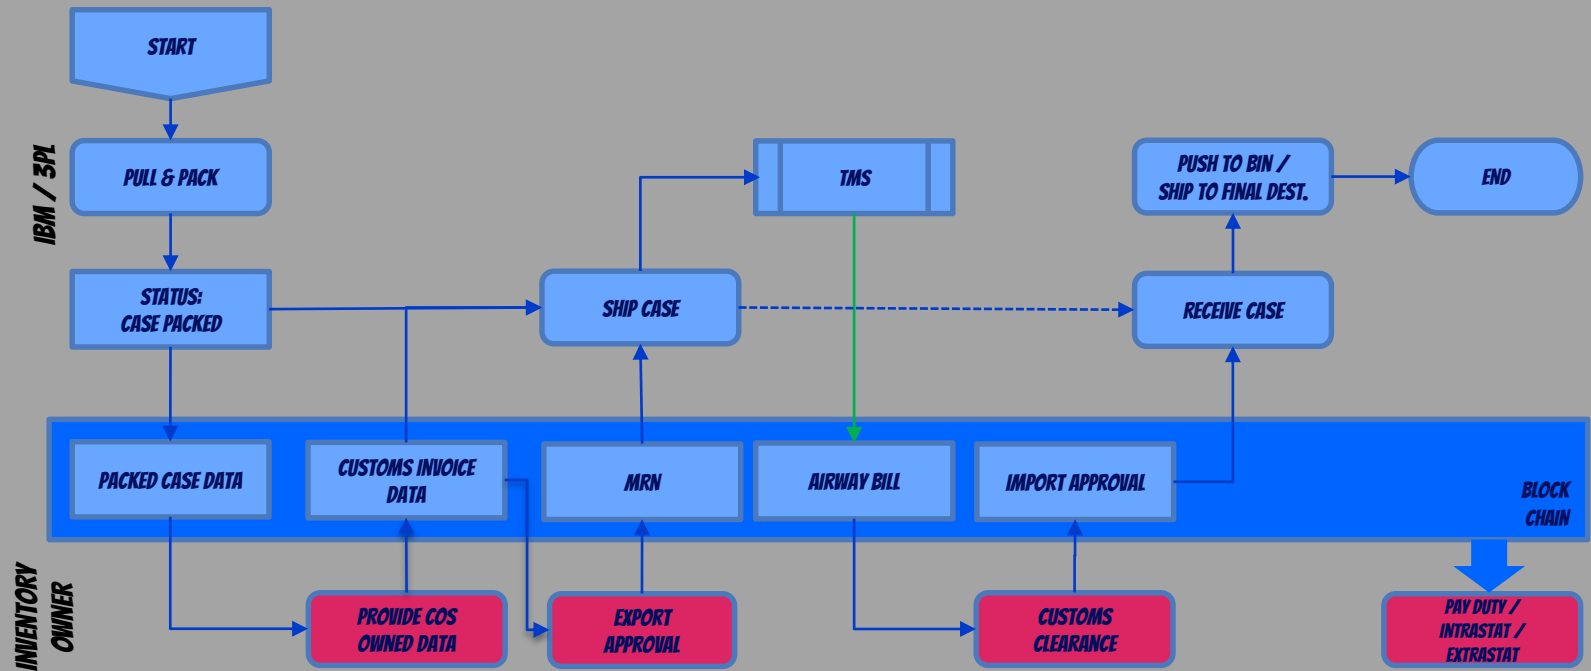 START
IBM / 3PL
PULL & PACK
TMS
PUSH TO BIN /
SHIP TO FINAL DEST.
END
STATUS:
CASE PACKED
SHIP CASE
RECEIVE CASE
PACKED CASE DATA
CUSTOMS INVOICE
DATA
MRN
AIRWAY BILL
IMPORT APPROVAL
BLOCK
CHAIN
INVENTORY
OWNER
PROVIDE COS
OWNED DATA
EXPORT
APPROVAL
CUSTOMS
CLEARANCE
PAY DUTY /
INTRASTAT /
EXTRASTAT